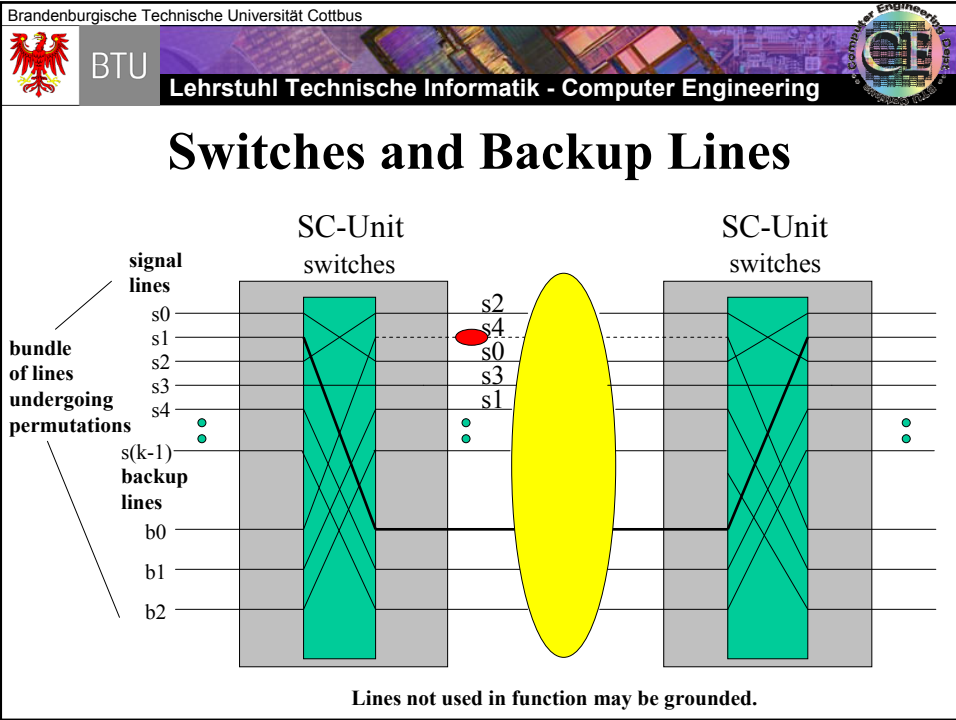 Brandenburgische Technische Universität Cottbus
BTU
Lehrstuhl Technische Informatik - Computer Engineering
Switches and Backup Lines
SC-Unit
switches
SC-Unit
switches
signal
lines
bundle
of lines
undergoing
permutations
s0
s1
s2
s3
s4
s(k-1)
backup
lines
b0
b1
b2
s2
s4
s0
s3
s1
Lines not used in function may be grounded.